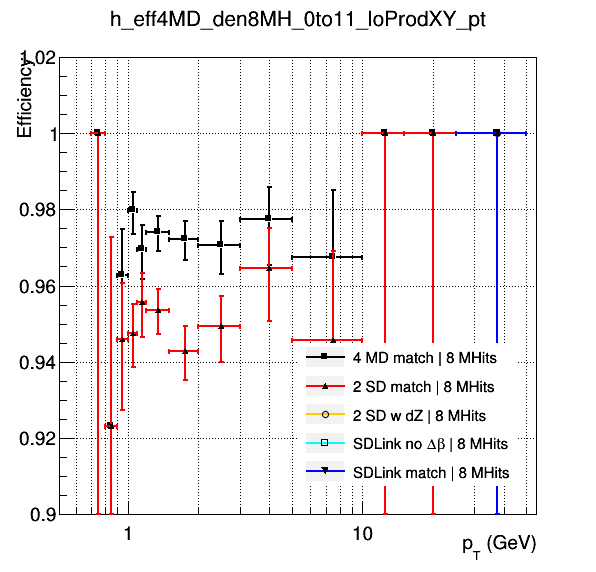 h_eff4MD_den8MH_0to11_loProdXY_pt
Efficiency
1.02
1
0.98
0.96
0.94
0.92
0.9
4 MD match | 8 MHits
2 SD match | 8 MHits
2 SD w dZ | 8 MHits
SDLink no Δβ | 8 MHits
SDLink match | 8 MHits
1
10
p_T (GeV)